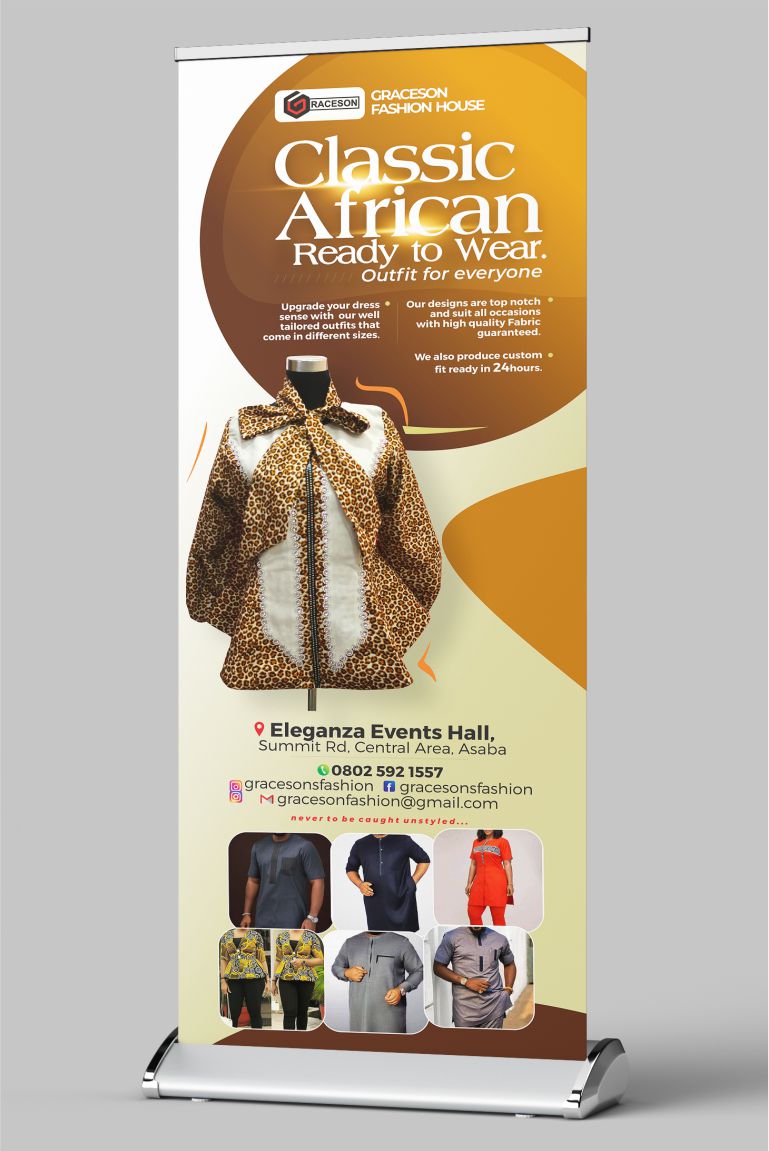 RACESON
GRACESON
FASHION HOUSE
Classic
African
Ready to Wear.
Outfit for everyone
Upgrade your dress
sense with our well
tailored outfits that
come in different sizes.
Our designs are top notch
and suit all occasions
with high quality Fabric
guaranteed.
We also produce custom
fit ready in 24hours.
Eleganza Events Hall,
Summit Rd, Central Area, Asaba
0802 592 1557
gracesonsfashion f gracesonsfashion
gracesonfashion@gmail.com
never to be caught unstyled...